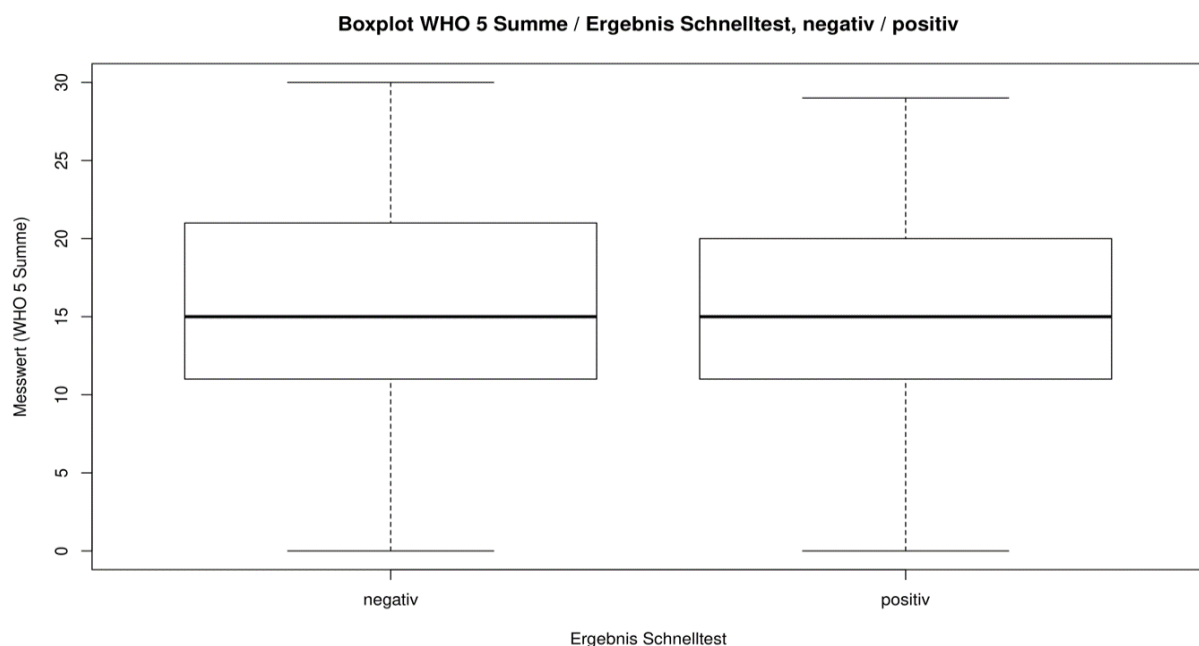 Boxplot WHO 5 Summe / Ergebnis Schnelltest, negativ / positiv
Messwert (WHO 5 Summe)
30
25
20
15
10
5
0
negativ
positiv
Ergebnis Schnelltest